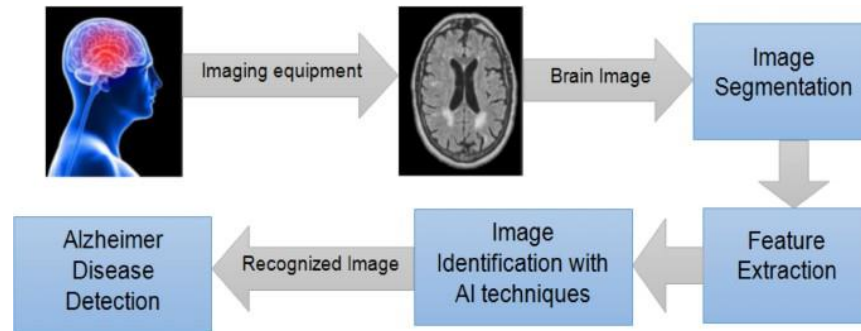 Imaging equipment
Brain Image
Image
Segmentation
Feature
Extraction
Image
Identification with
AI techniques
Recognized Image
Alzheimer
Disease
Detection